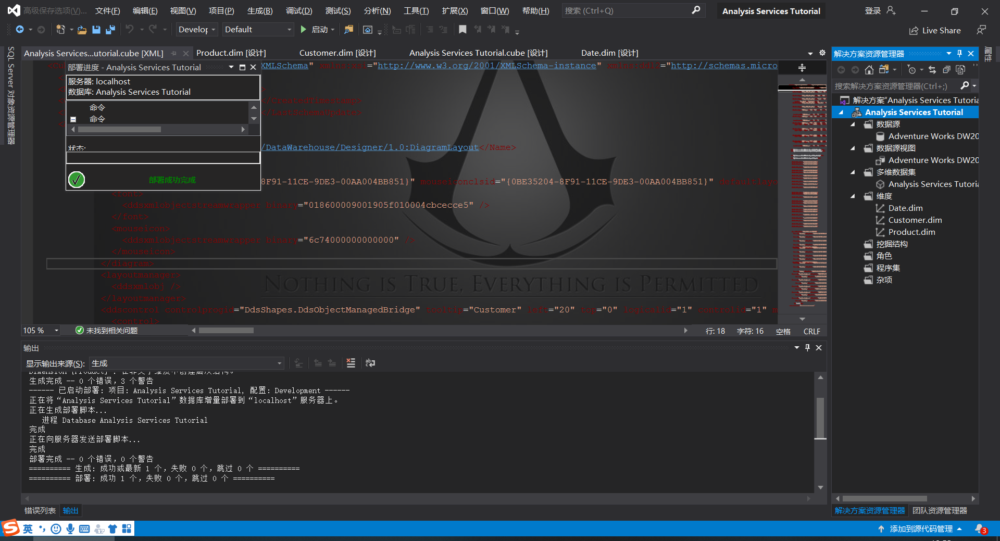 高级保存选项(V)... 文件(F) 编辑(E) 视图(V) 项目(P) 生成(B) 调试(D) 测试(S) 分析(N) 工具(T) 扩展(X) 窗口(W) 帮助(H) 搜索 (Ctrl+Q) Analysis Services Tutorial 登录
Develop Default 启动 Live Share
SQL Server 对象资源管理器
Analysis Services...utorial.cube [XML] Product.dim [设计] Customer.dim [设计] Analysis Services Tutorial.cube [设计] Date.dim [设计]
部署进度 - Analysis Services Tutorial
服务器: localhost
数据库: Analysis Services Tutorial
命令
命令
状态:
部署成功完成
XMLSchema" xmlns:xsi="http://www.w3.org/2001/XMLSchema-instance" xmlns:ddl2="http://schemas.micro
</CreatedTimestamp>
</LastSchemaUpdate>
/DataWarehouse/Designer/1.0:DiagramLayout</Name>
8F91-11CE-9DE3-00AA004BB851}" mouseiconclsid="{0BE35204-8F91-11CE-9DE3-00AA004BB851}" defaultlayo
<font>
<ddsxmlobjectstreamwrapper binary="018600009001905f010004cbcecce5" />
</font>
<mouseicon>
<ddsxmlobjectstreamwrapper binary="6c74000000000000" />
</mouseicon>
</diagram>
<layoutmanager>
<ddsxmlobj />
</layoutmanager>
<ddscontrol controlprogid="DdsShapes.DdsObjectManagedBridge" tooltip="Customer" left="20" top="0" logicalid="1" controlid="1" m
<control>
NOTHING IS TRUE, EVERYTHING IS PERMITTED
105 % 未找到相关问题 行: 18 字符: 16 空格 CRLF
输出
显示输出来源(S): 生成
Dimension [Product] : 在非父子维度中创建层次结构。
生成完成 -- 0 个错误，3 个警告
------ 已启动部署: 项目: Analysis Services Tutorial, 配置: Development ------
正在将“Analysis Services Tutorial”数据库增量部署到“localhost”服务器上。
正在生成部署脚本...
进程 Database Analysis Services Tutorial
完成
正在向服务器发送部署脚本...
完成
部署完成 -- 0 个错误，0 个警告
========== 生成: 成功或最新 1 个，失败 0 个，跳过 0 个 ==========
========== 部署: 成功 1 个，失败 0 个，跳过 0 个 ==========
错误列表 输出
解决方案资源管理器
搜索解决方案资源管理器(Ctrl+;)
解决方案“Analysis Services Tutoria
Analysis Services Tutorial
数据源
Adventure Works DW20
数据源视图
Adventure Works DW20
多维数据集
Analysis Services Tutoria
维度
Date.dim
Customer.dim
Product.dim
挖掘结构
角色
程序集
杂项
解决方案资源管理器 团队资源管理器
属性
英 添加到源代码管理 3